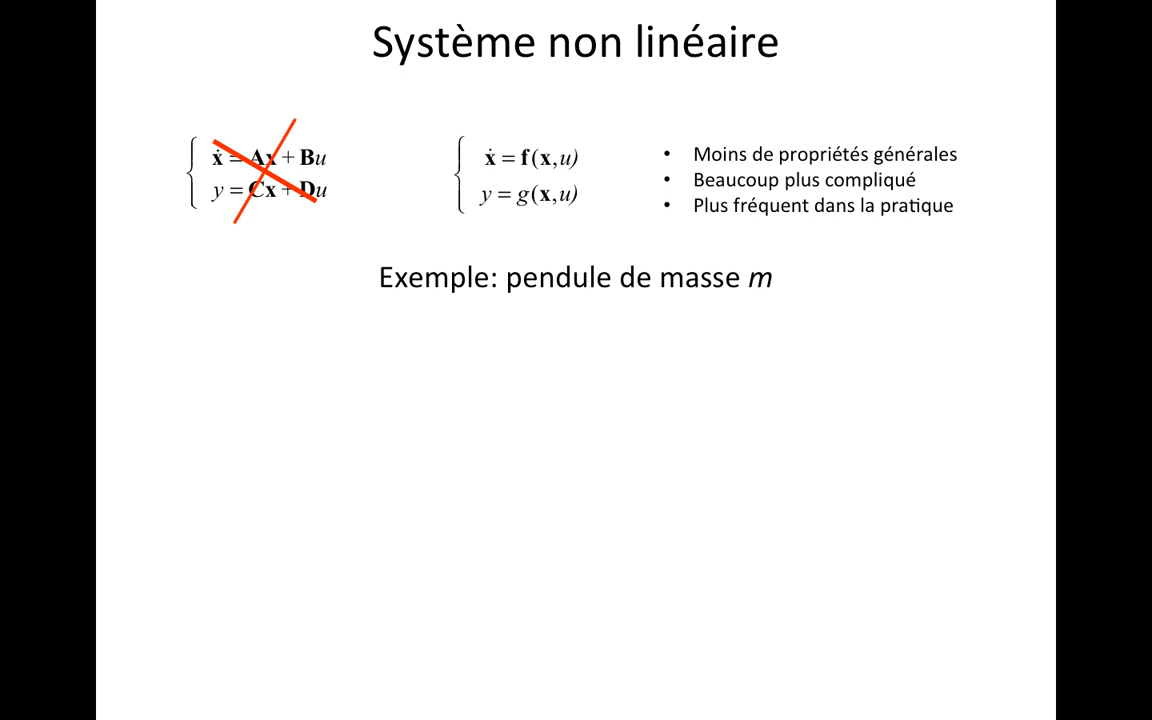 Système non linéaire
ẋ = Ax + Bu
y = Cx + Du
ẋ = f(x,u)
y = g(x,u)
• Moins de propriétés générales
• Beaucoup plus compliqué
• Plus fréquent dans la pratique
Exemple: pendule de masse m